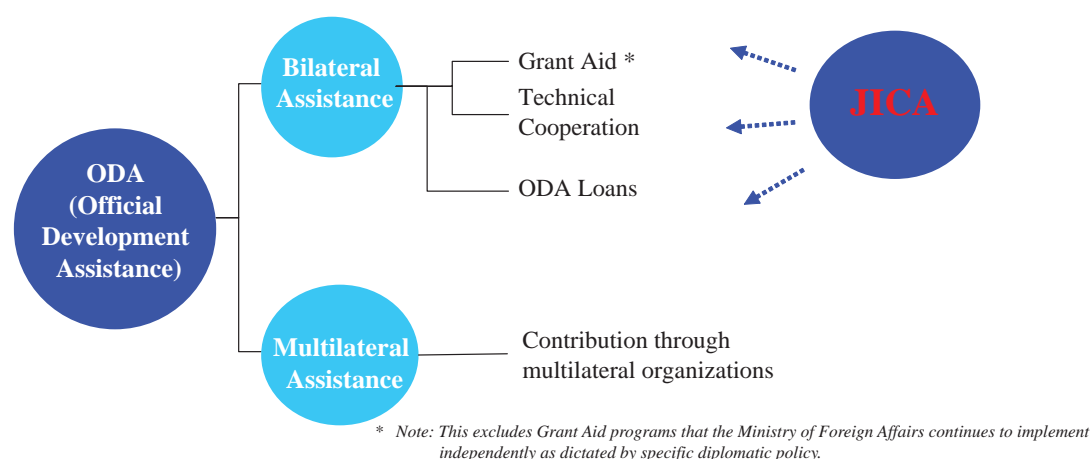 ODA
(Official
Development
Assistance)
Bilateral
Assistance
Grant Aid *
Technical
Cooperation
ODA Loans
JICA
Multilateral
Assistance
Contribution through
multilateral organizations
* Note: This excludes Grant Aid programs that the Ministry of Foreign Affairs continues to implement
independently as dictated by specific diplomatic policy.